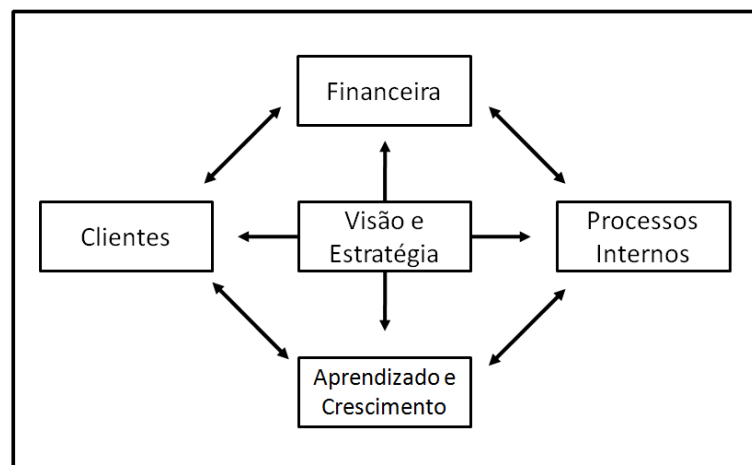 Financeira
Clientes
Visão e
Estratégia
Processos
Internos
Aprendizado e
Crescimento